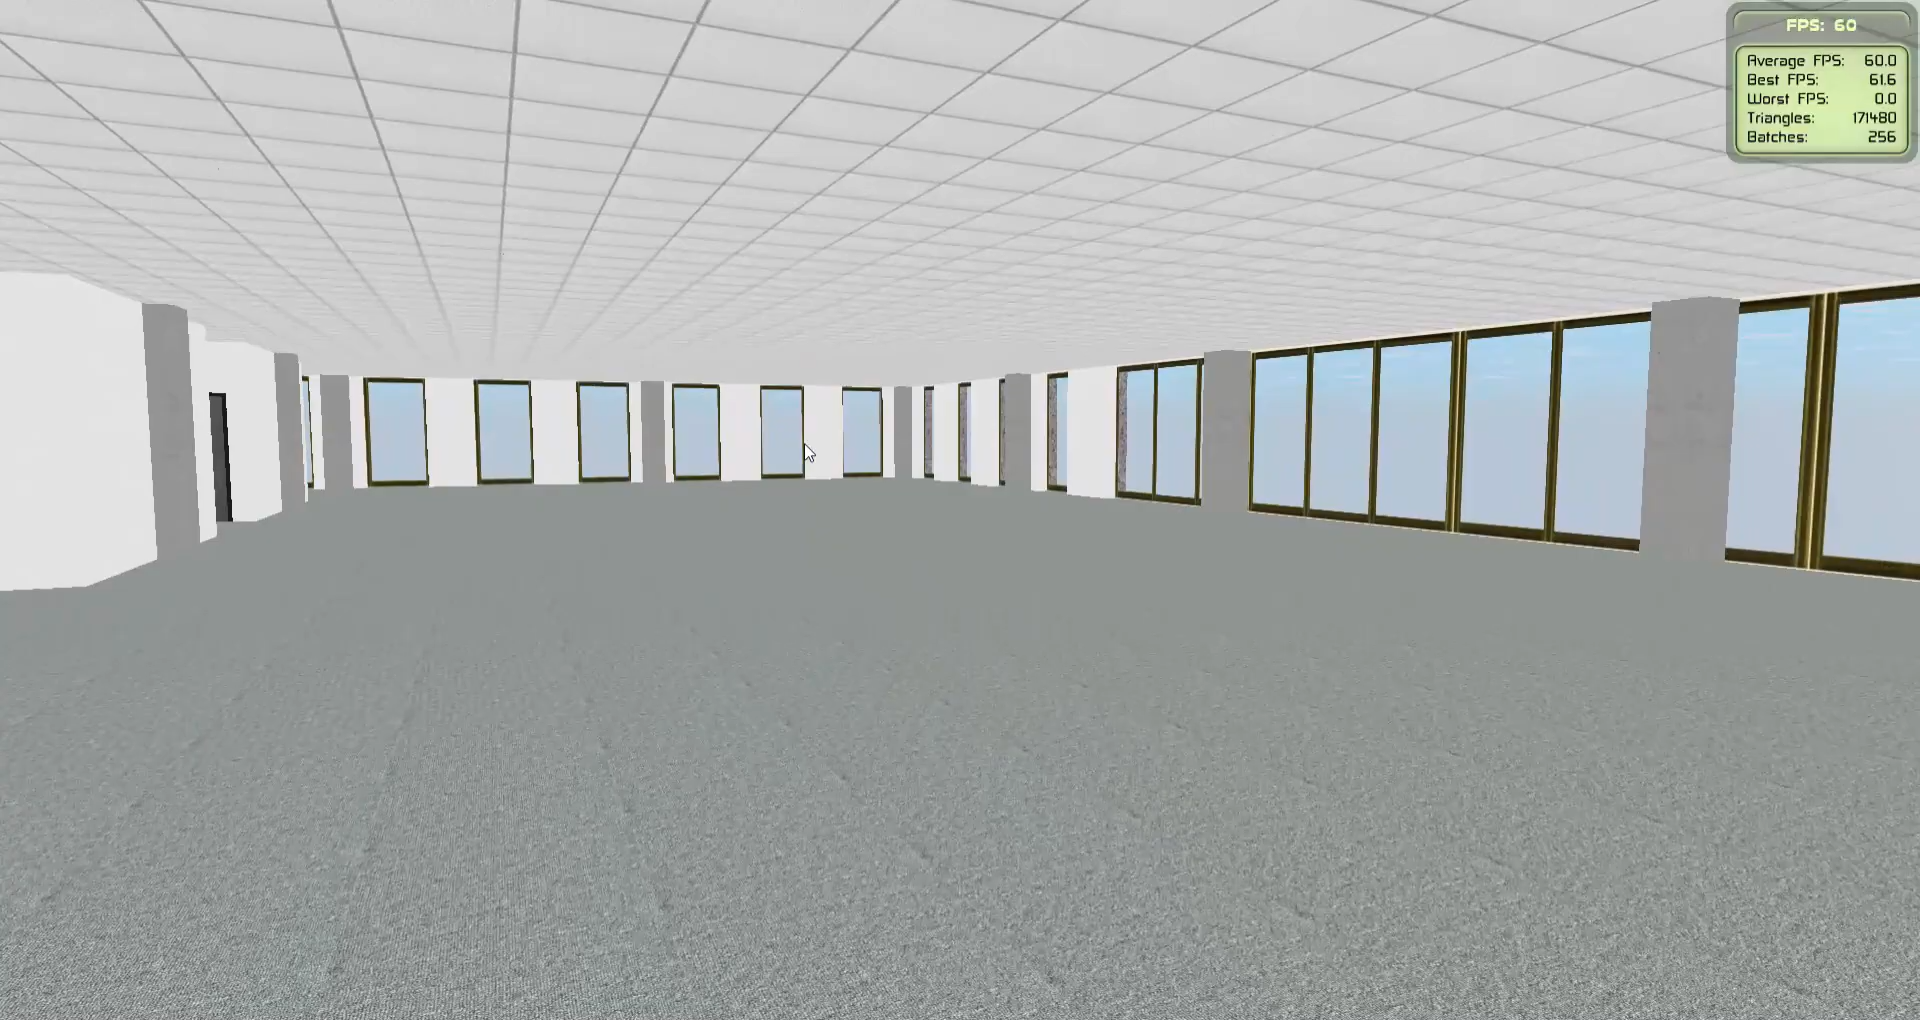 FPS: 60
Average FPS: 60.0
Best FPS: 61.6
Worst FPS: 0.0
Triangles: 171480
Batches: 256